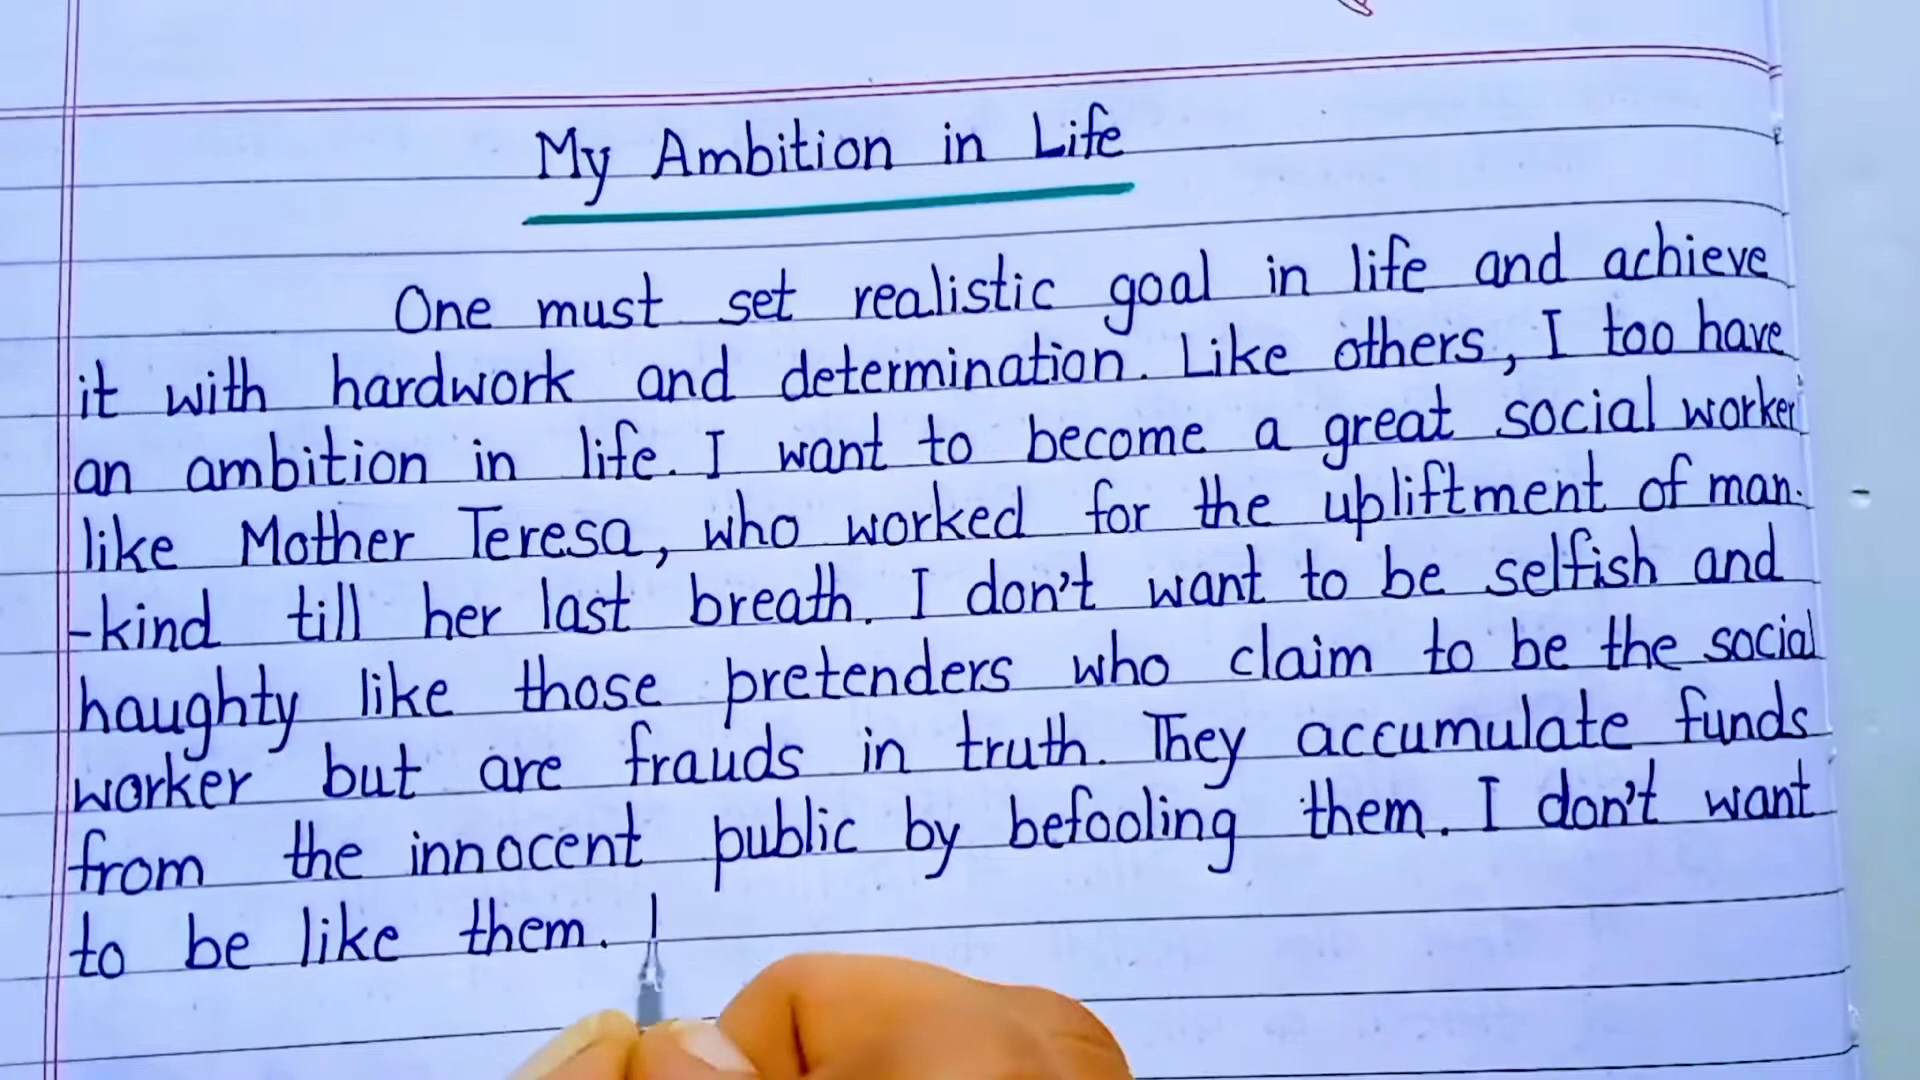 My Ambition in Life
One must set realistic goal in life and achieve
it with hardwork and determination. Like others, I too have
an ambition in life. I want to become a great social worker
like Mother Teresa, who worked for the upliftment of man-
-kind till her last breath. I don't want to be selfish and
haughty like those pretenders who claim to be the social
worker but are frauds in truth. They accumulate funds
from the innocent public by befooling them. I don't want
to be like them. I